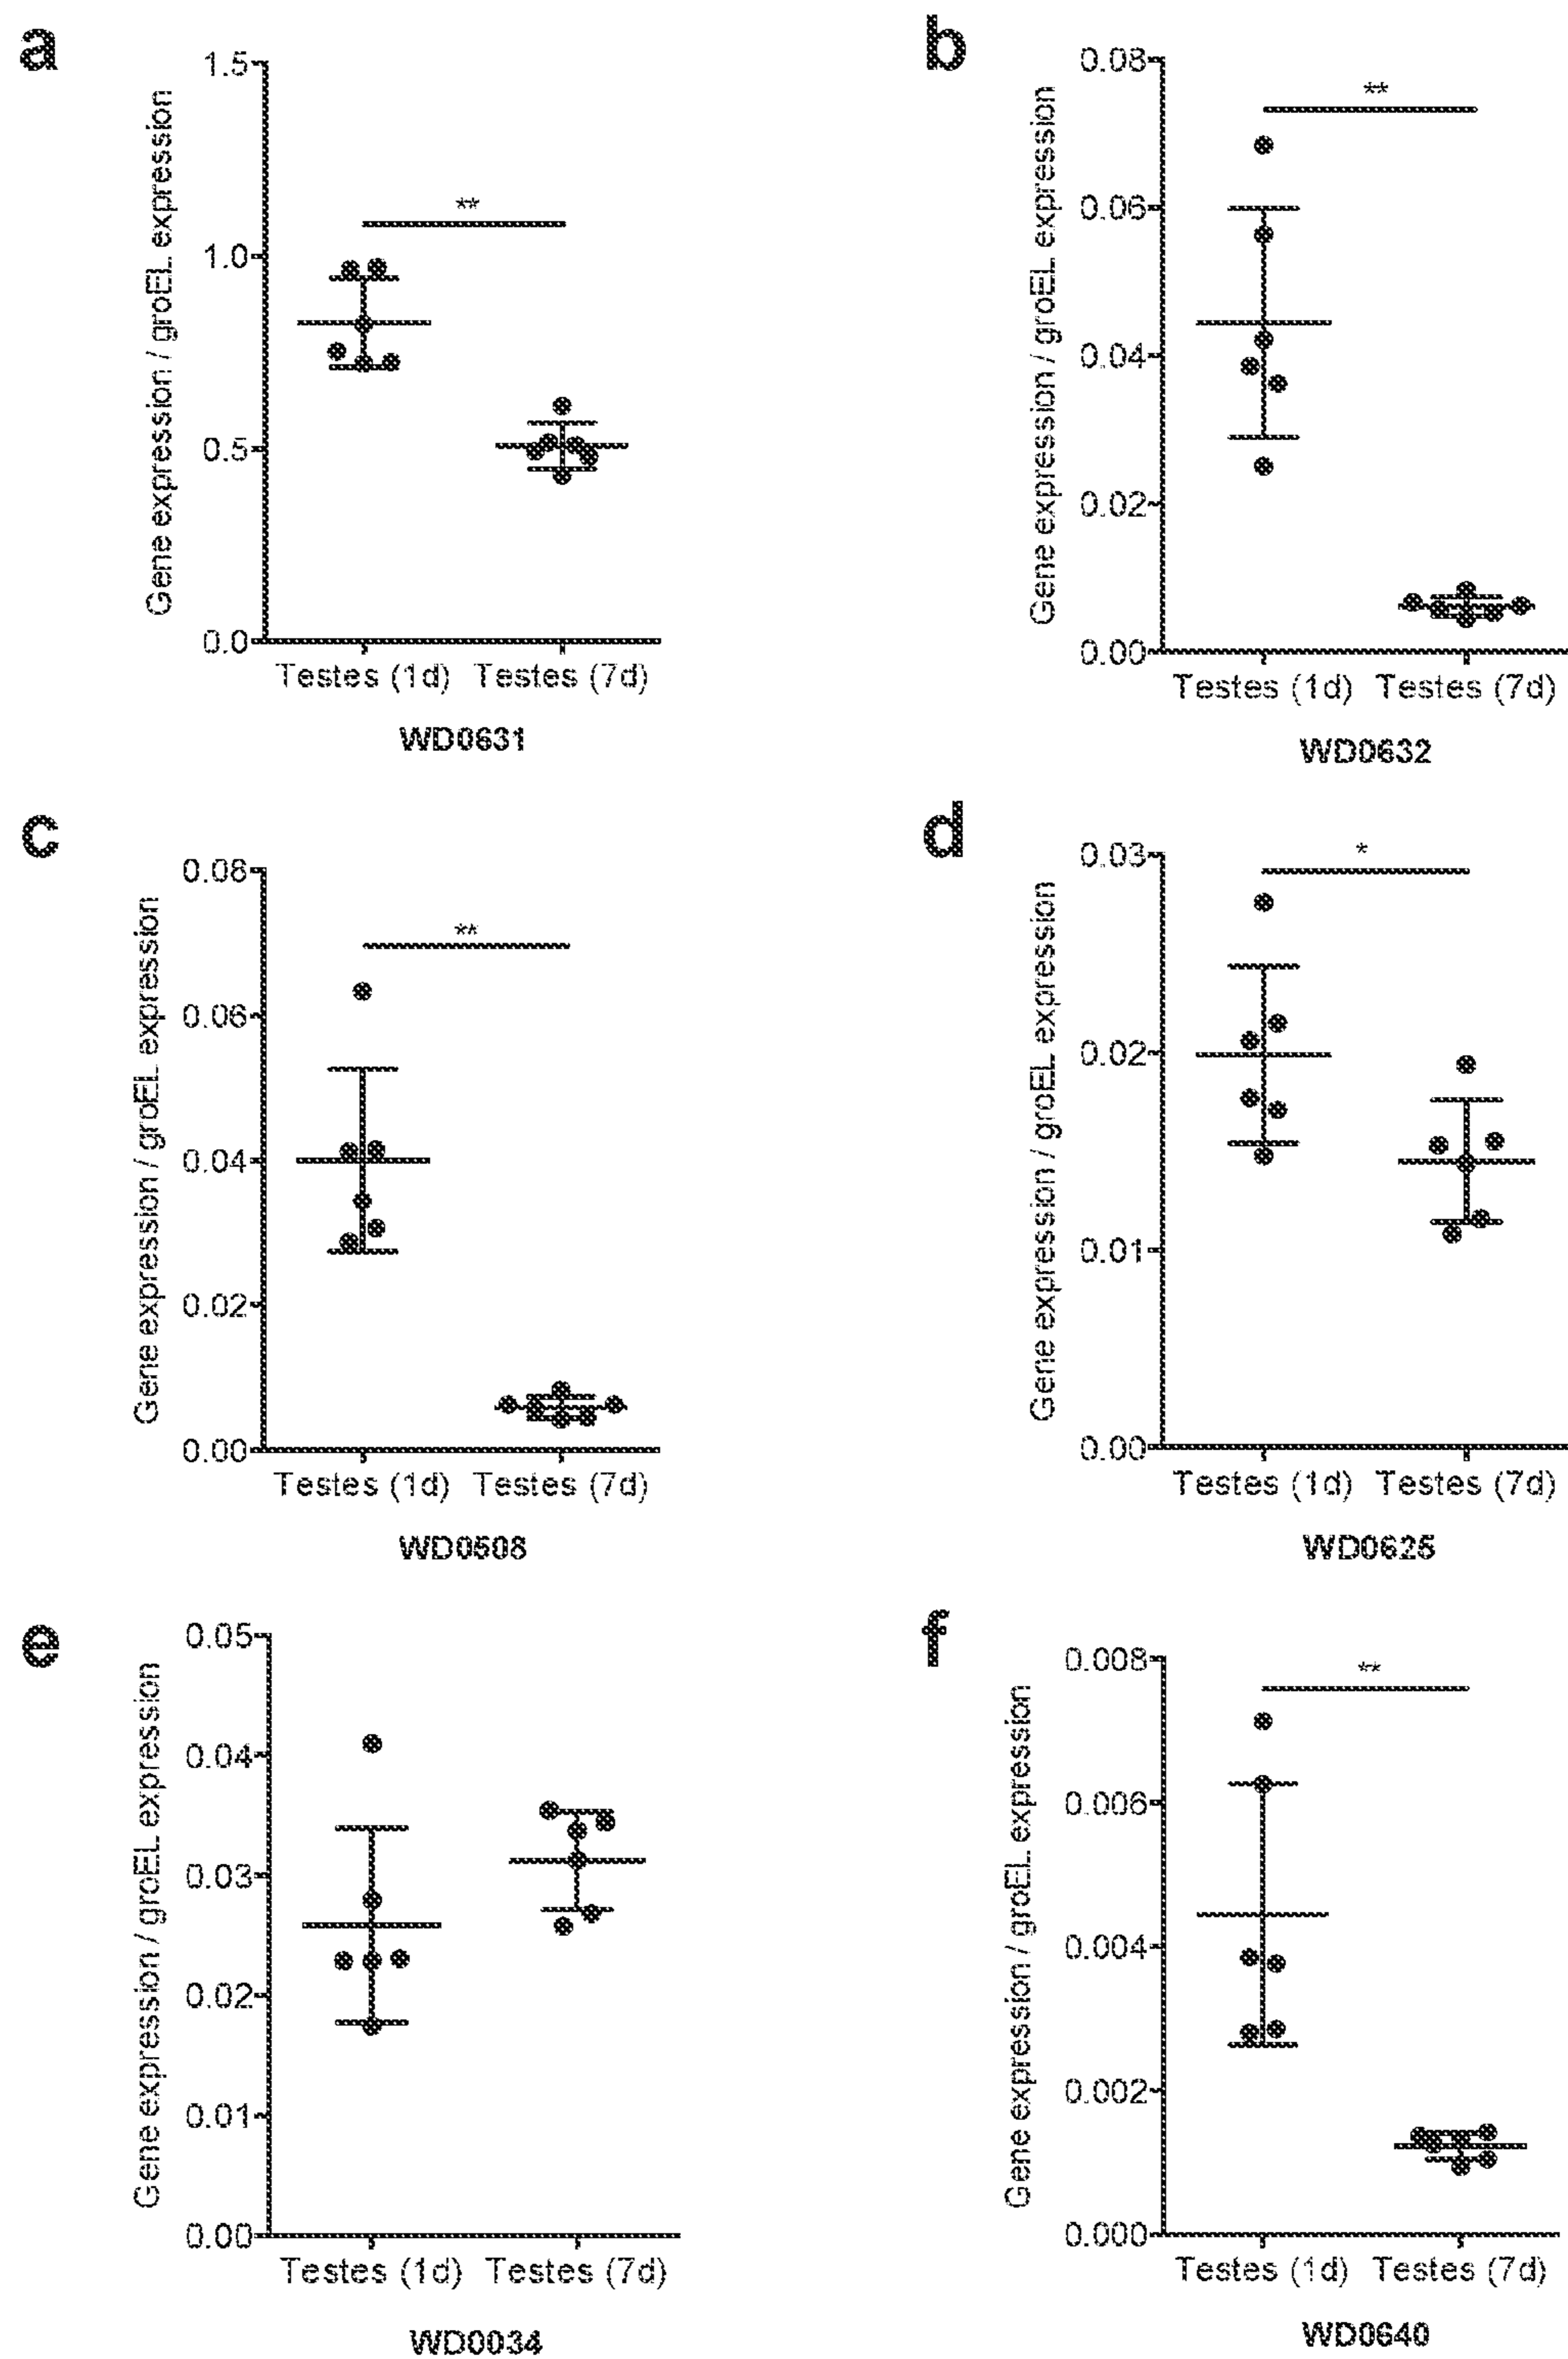 a
Gene expression / groEL expression
1.5
1.0
0.5
0.0
**
Testes (1d) Testes (7d)
WD0631
b
Gene expression / groEL expression
0.08
0.06
0.04
0.02
0.00
**
Testes (1d) Testes (7d)
WD0632
c
Gene expression / groEL expression
0.08
0.06
0.04
0.02
0.00
**
Testes (1d) Testes (7d)
WD0508
d
Gene expression / groEL expression
0.03
0.02
0.01
0.00
*
Testes (1d) Testes (7d)
WD0625
e
Gene expression / groEL expression
0.05
0.04
0.03
0.02
0.01
0.00
Testes (1d) Testes (7d)
WD0034
f
Gene expression / groEL expression
0.008
0.006
0.004
0.002
0.000
**
Testes (1d) Testes (7d)
WD0640